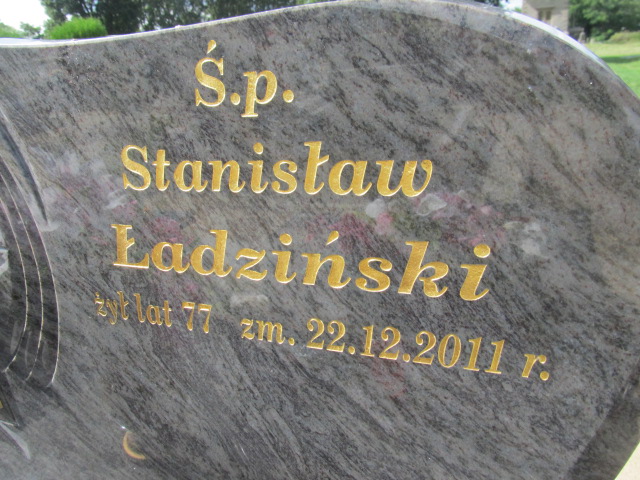 Ś.p.
Stanisław
Ładziński
żył lat 77 zm. 22.12.2011 r.